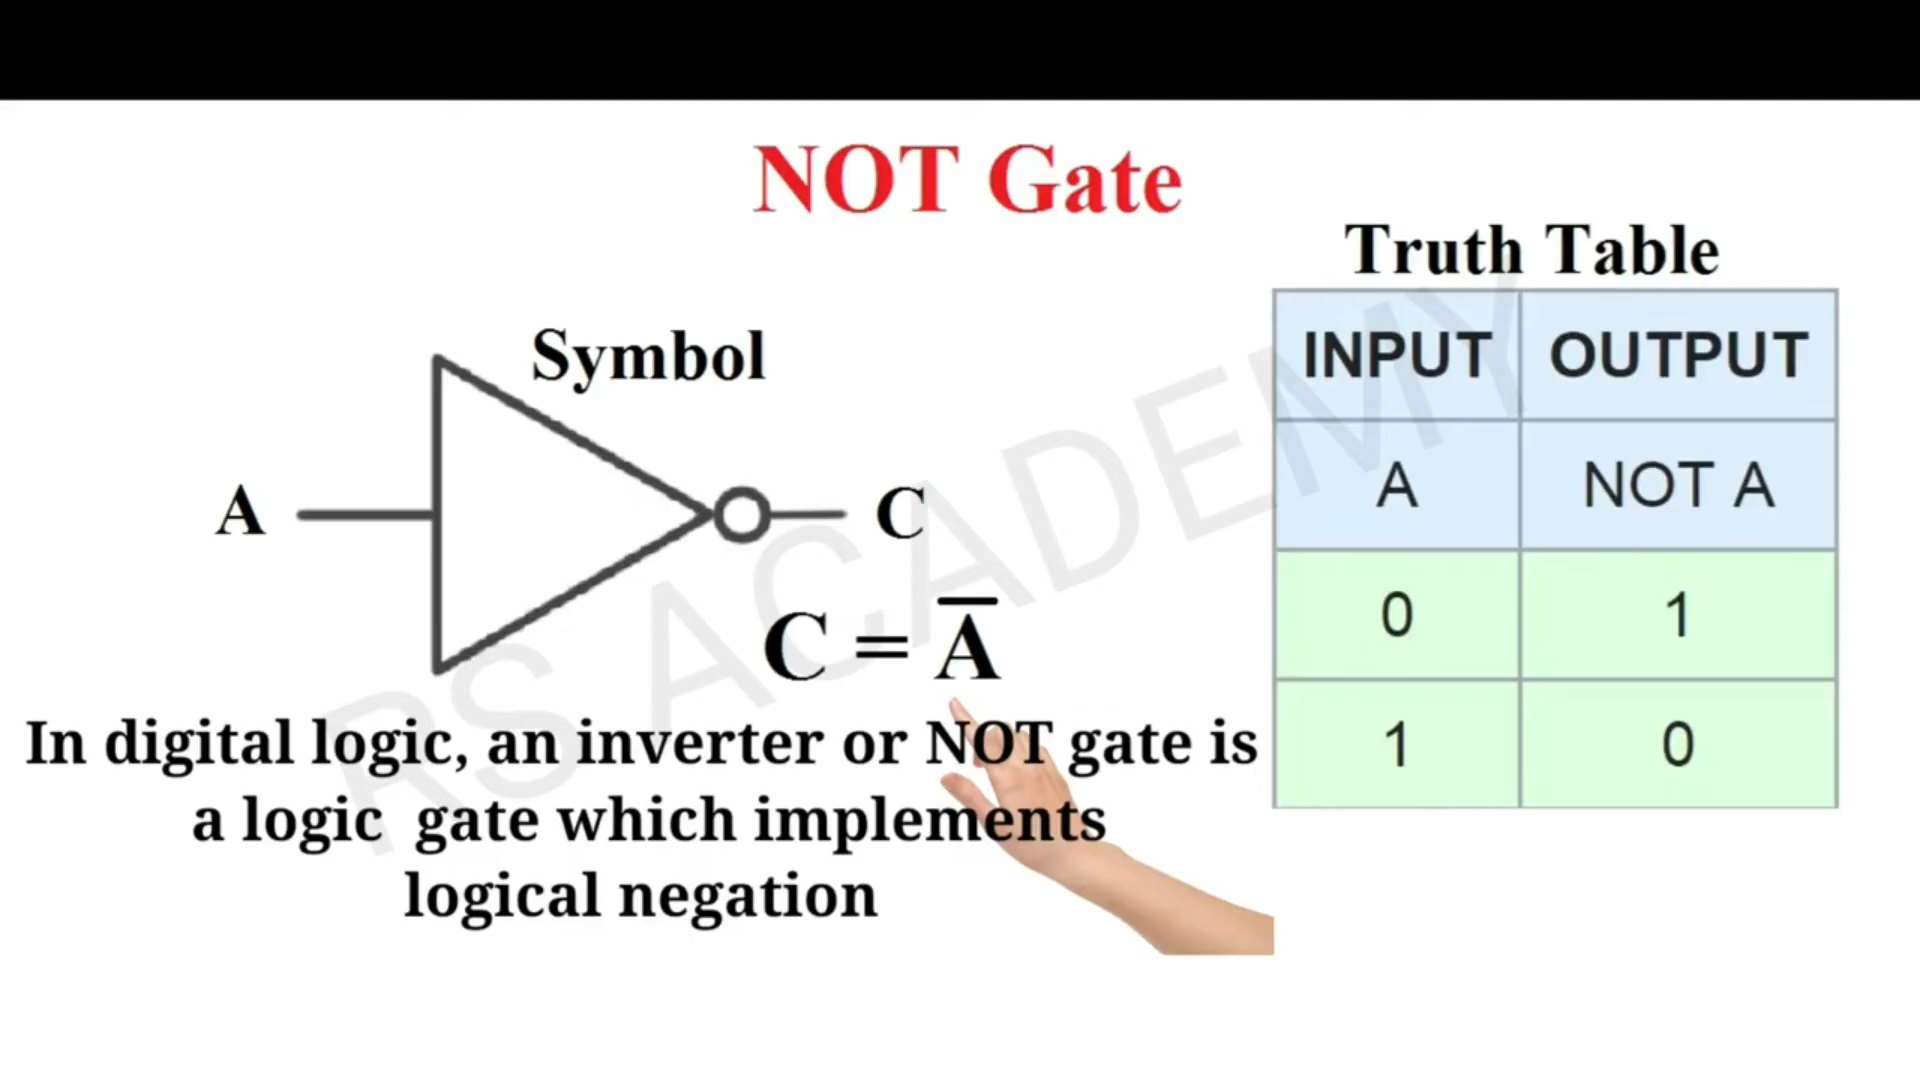 NOT Gate
Symbol
A
C
C = A̅
In digital logic, an inverter or NOT gate is
a logic gate which implements
logical negation
Truth Table
INPUT OUTPUT
A NOT A
0 1
1 0
RS ACADEMY